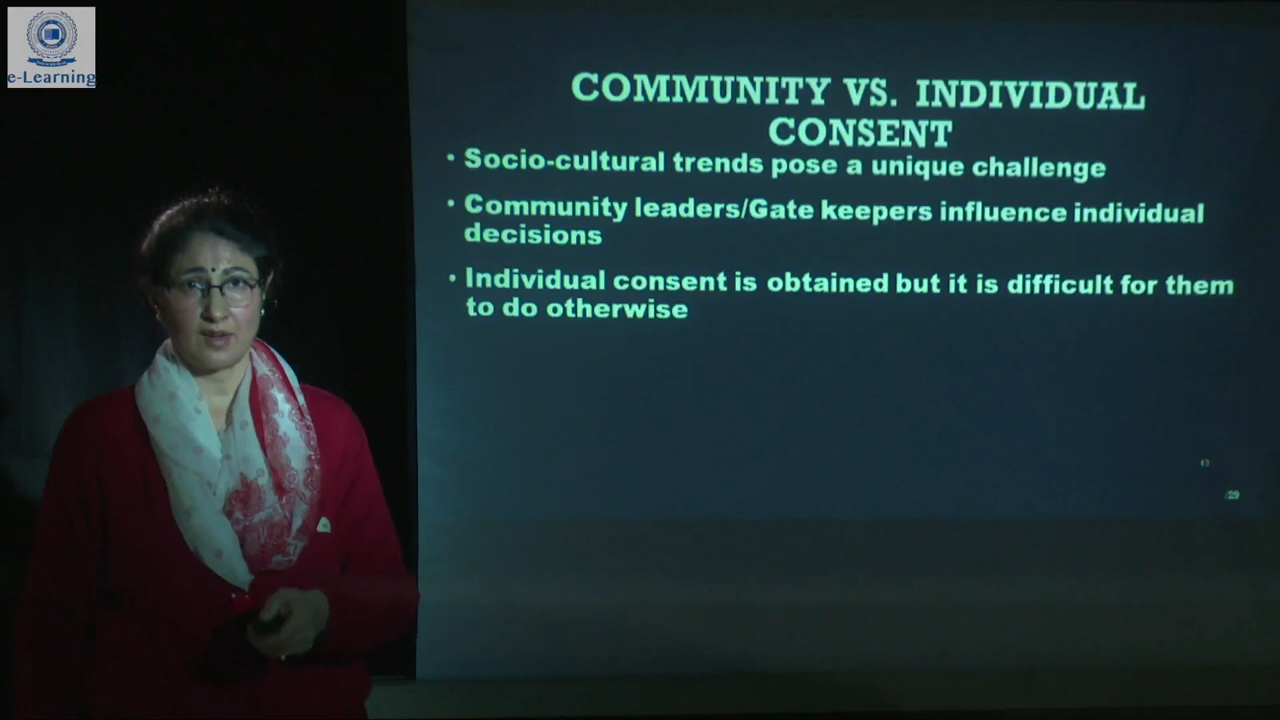 e-Learning
COMMUNITY VS. INDIVIDUAL
CONSENT
• Socio-cultural trends pose a unique challenge
• Community leaders/Gate keepers influence individual
decisions
• Individual consent is obtained but it is difficult for them
to do otherwise
/29